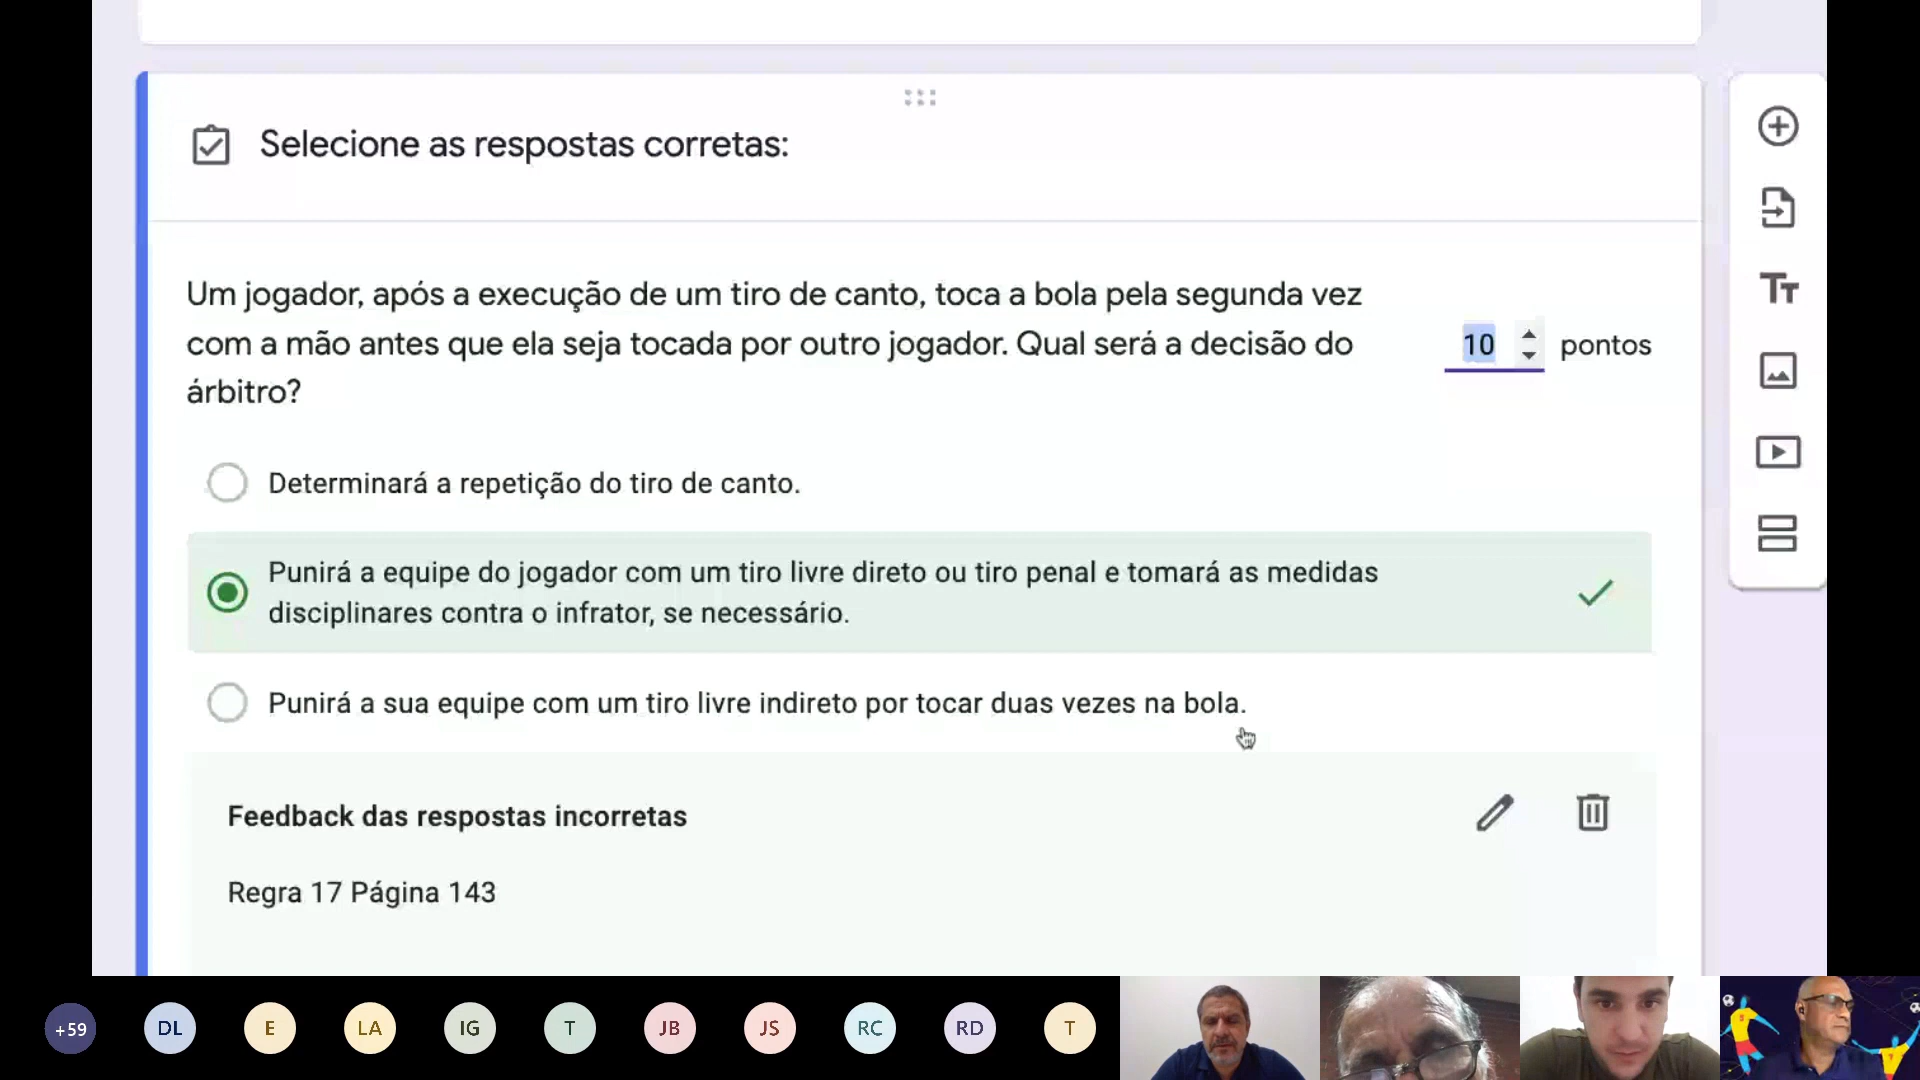 Selecione as respostas corretas:
Um jogador, após a execução de um tiro de canto, toca a bola pela segunda vez
com a mão antes que ela seja tocada por outro jogador. Qual será a decisão do
árbitro?
10 pontos
Determinará a repetição do tiro de canto.
Punirá a equipe do jogador com um tiro livre direto ou tiro penal e tomará as medidas
disciplinares contra o infrator, se necessário.
Punirá a sua equipe com um tiro livre indireto por tocar duas vezes na bola.
Feedback das respostas incorretas
Regra 17 Página 143
Tт
+59 DL E LA IG T JB JS RC RD T